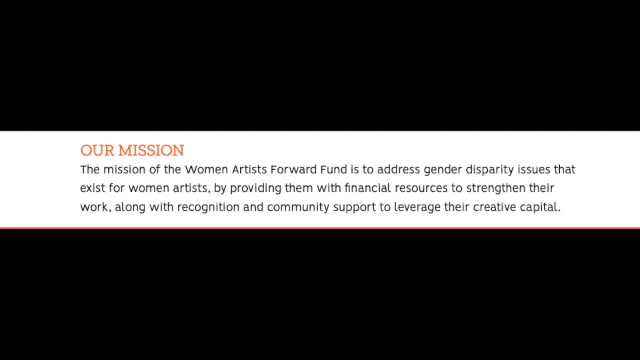 OUR MISSION
The mission of the Women Artists Forward Fund is to address gender disparity issues that
exist for women artists, by providing them with financial resources to strengthen their
work, along with recognition and community support to leverage their creative capital.